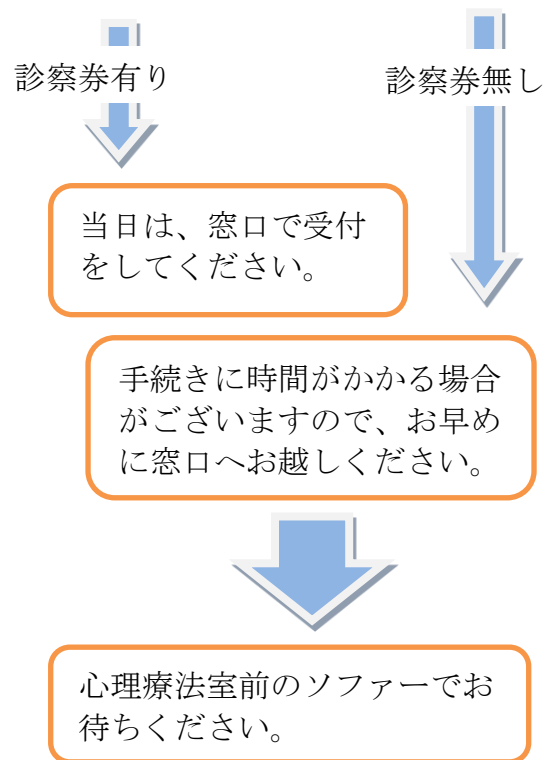 診察券有り
診察券無し
当日は、窓口で受付
をしてください。
手続きに時間がかかる場合
がございますので、お早め
に窓口へお越しください。
心理療法室前のソファーでお
待ちください。